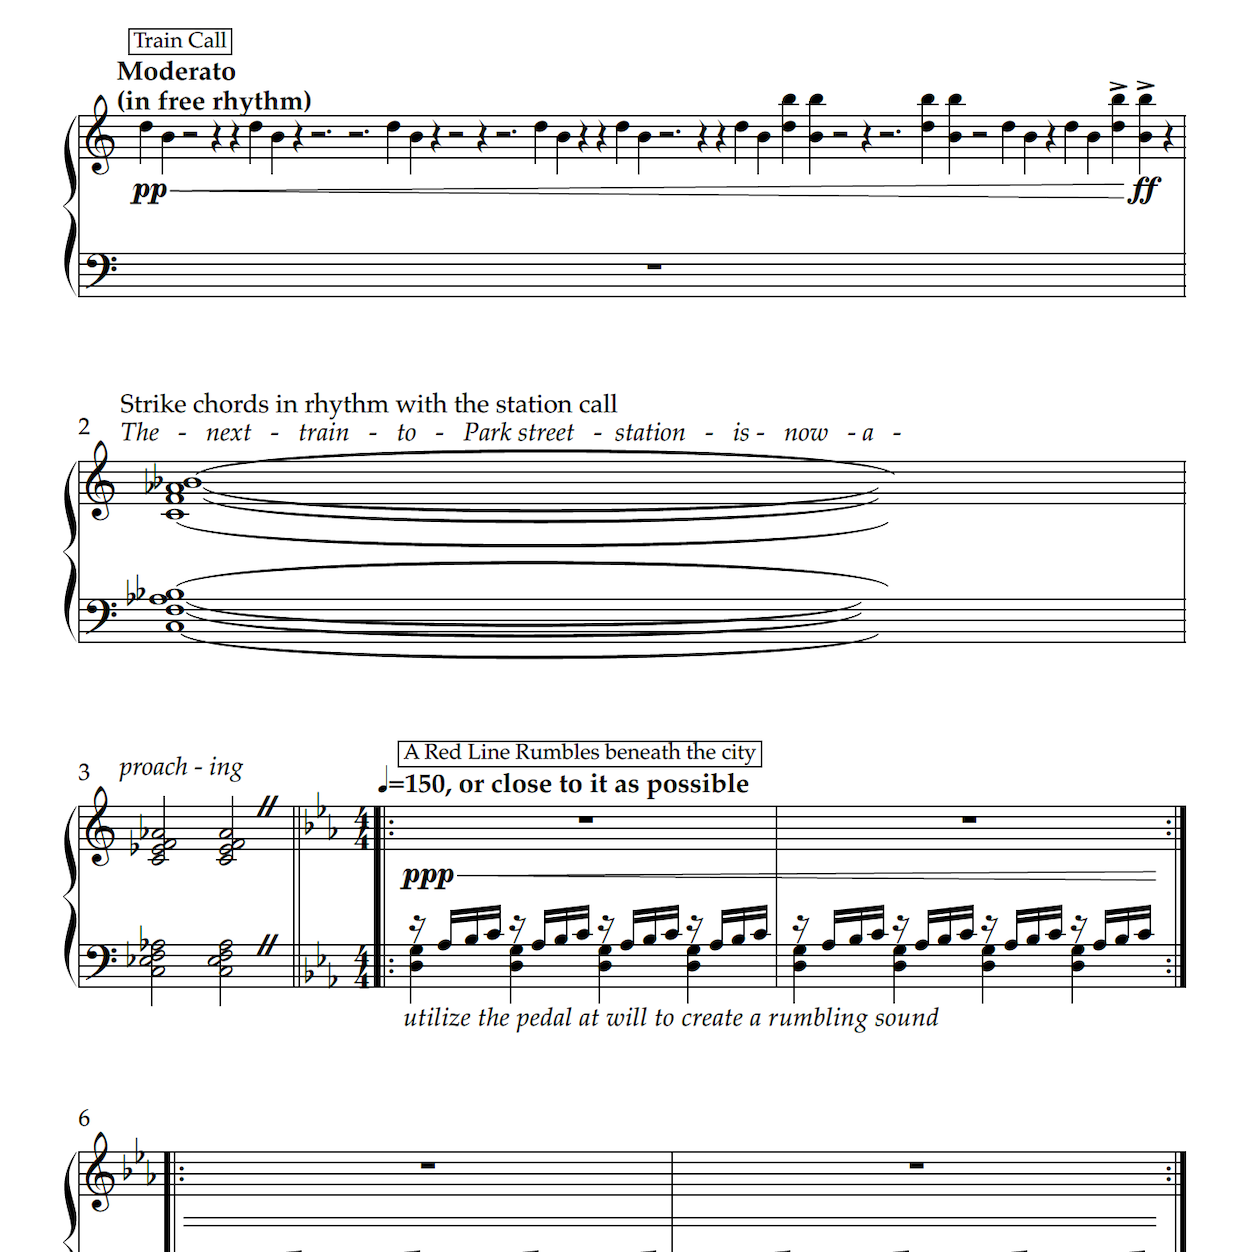 Train Call
Moderato
(in free rhythm)
pp
ff
Strike chords in rhythm with the station call
2
The - next - train - to - Park street - station - is - now - a -
3
proach - ing
A Red Line Rumbles beneath the city
♩=150, or close to it as possible
4
4
ppp
4
4
utilize the pedal at will to create a rumbling sound
6